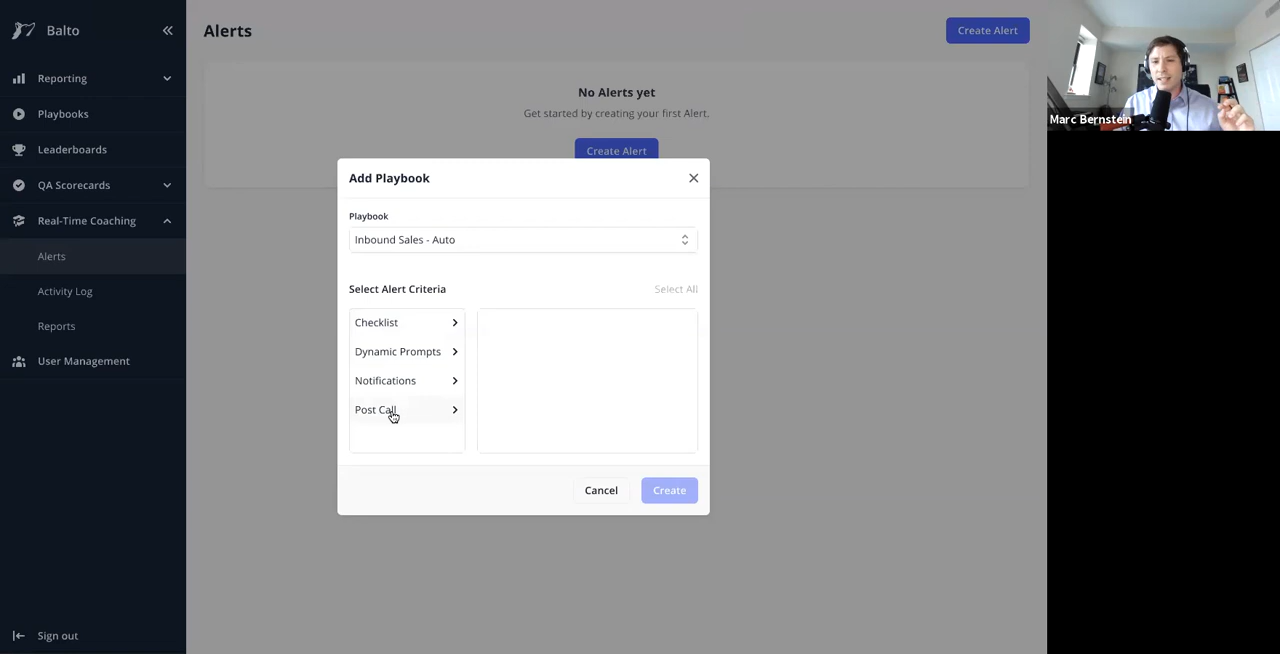 Balto
Reporting
Playbooks
Leaderboards
QA Scorecards
Real-Time Coaching
Alerts
Activity Log
Reports
User Management
Sign out
Alerts
Create Alert
No Alerts yet
Get started by creating your first Alert.
Create Alert
Add Playbook
Playbook
Inbound Sales - Auto
Select Alert Criteria
Select All
Checklist
Dynamic Prompts
Notifications
Post Call
Cancel
Create
Marc Bernstein